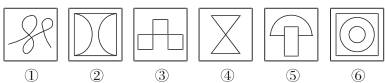 ① ② ③ ④ ⑤ ⑥